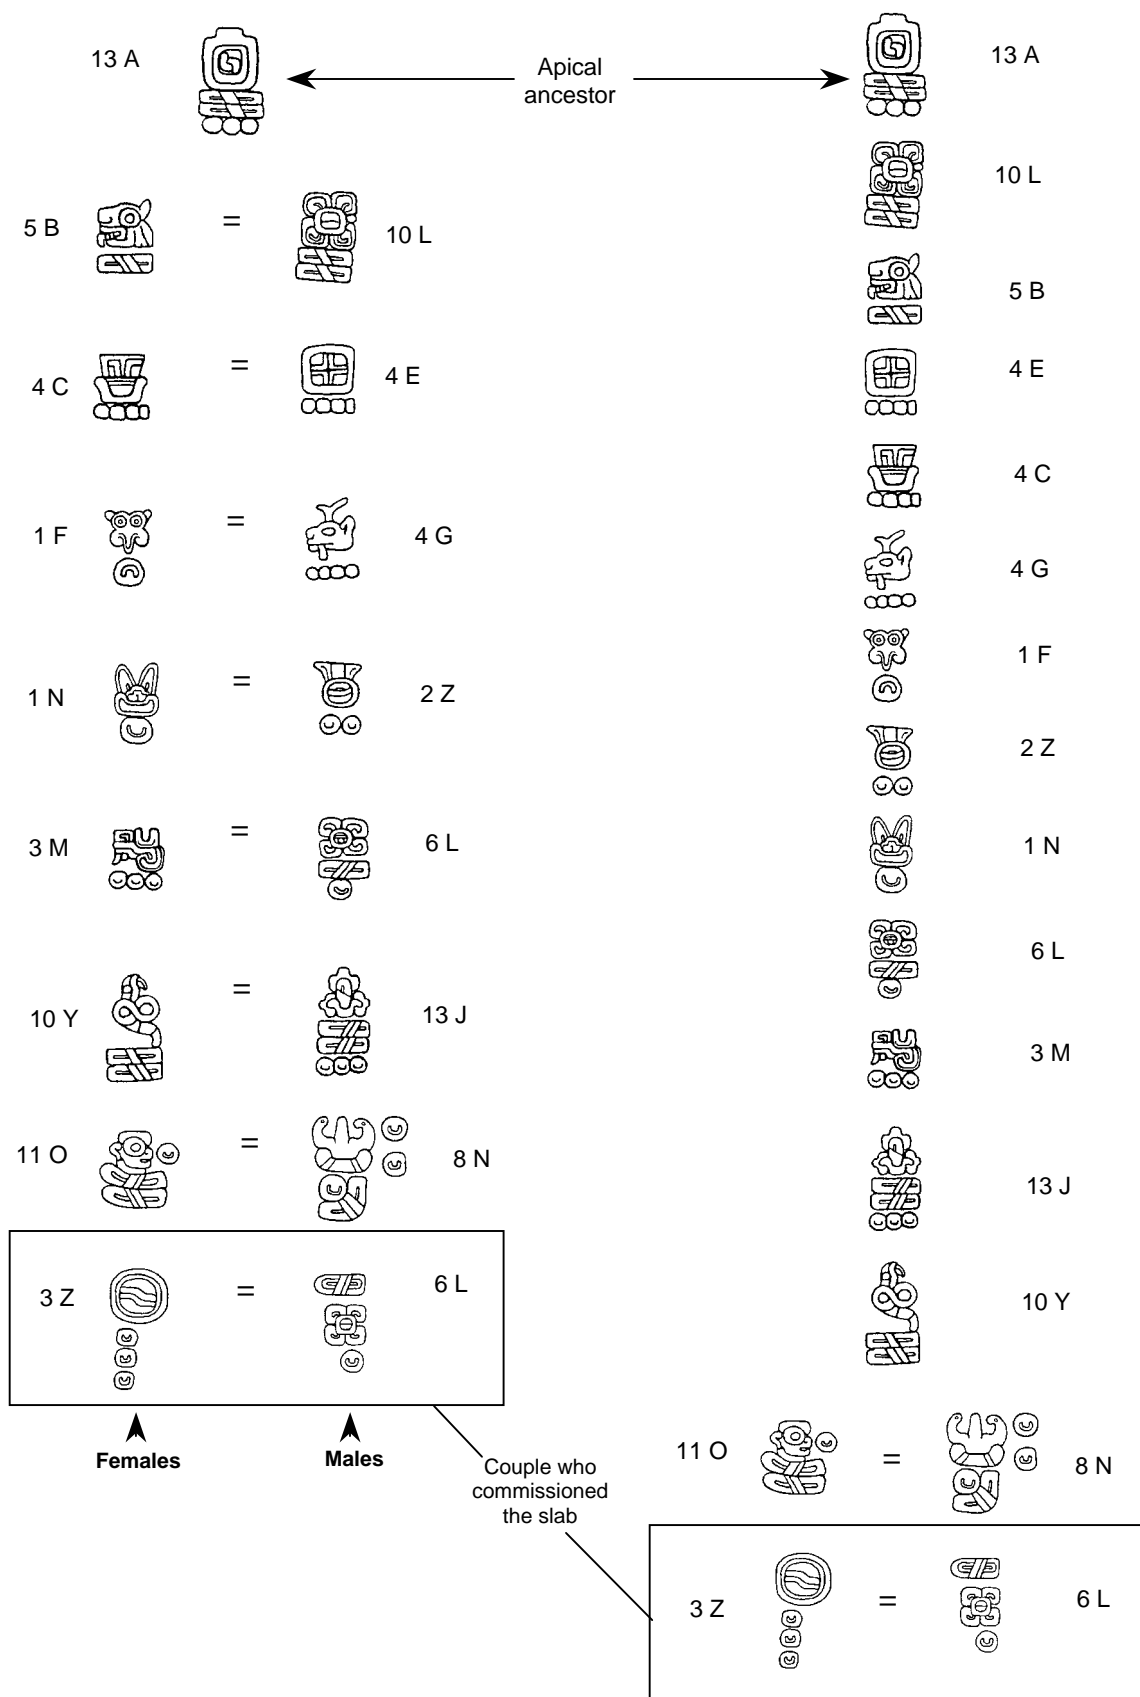 13 A
Apical
ancestor
13 A
10 L
5 B = 10 L
5 B
4 C = 4 E
4 E
4 C
1 F = 4 G
4 G
1 F
1 N = 2 Z
2 Z
1 N
3 M = 6 L
6 L
3 M
10 Y = 13 J
13 J
11 O = 8 N
3 Z = 6 L
10 Y
Females
Males
Couple who
commissioned
the slab
11 O = 8 N
3 Z = 6 L